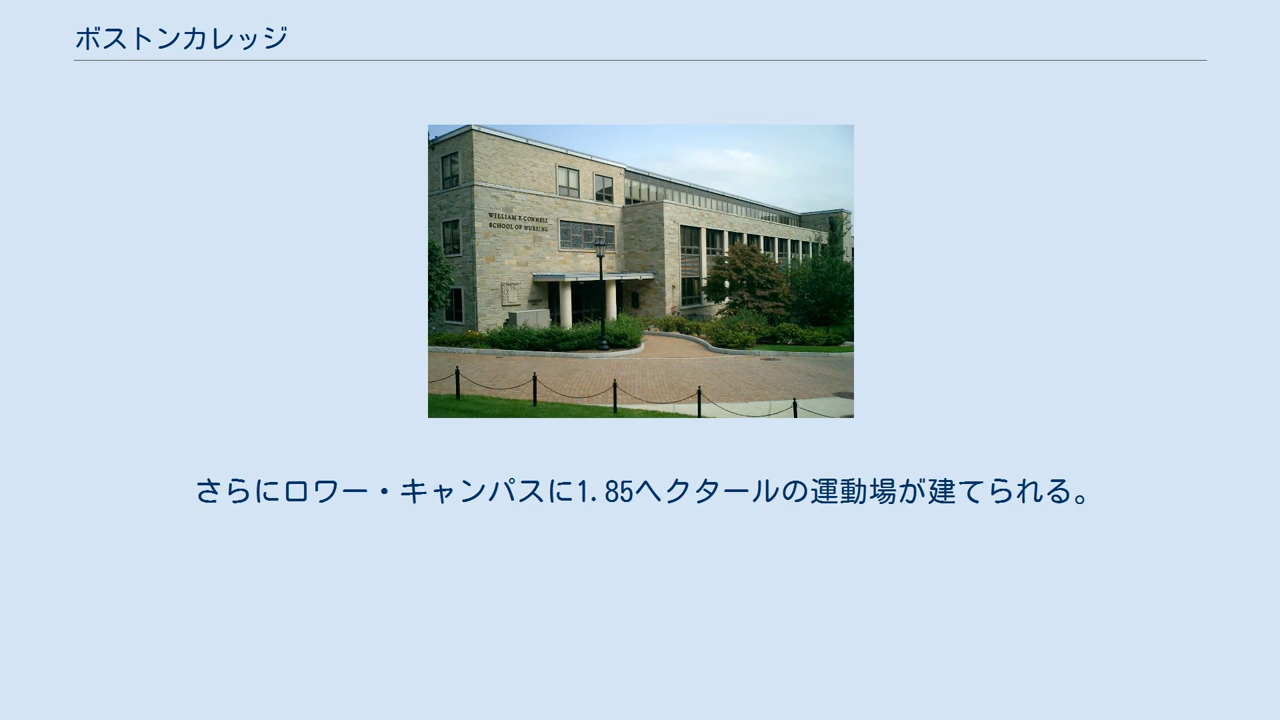 ボストンカレッジ
WILLIAM F. CONNELL
SCHOOL OF NURSING
さらにロワー・キャンパスに1.85ヘクタールの運動場が建てられる。